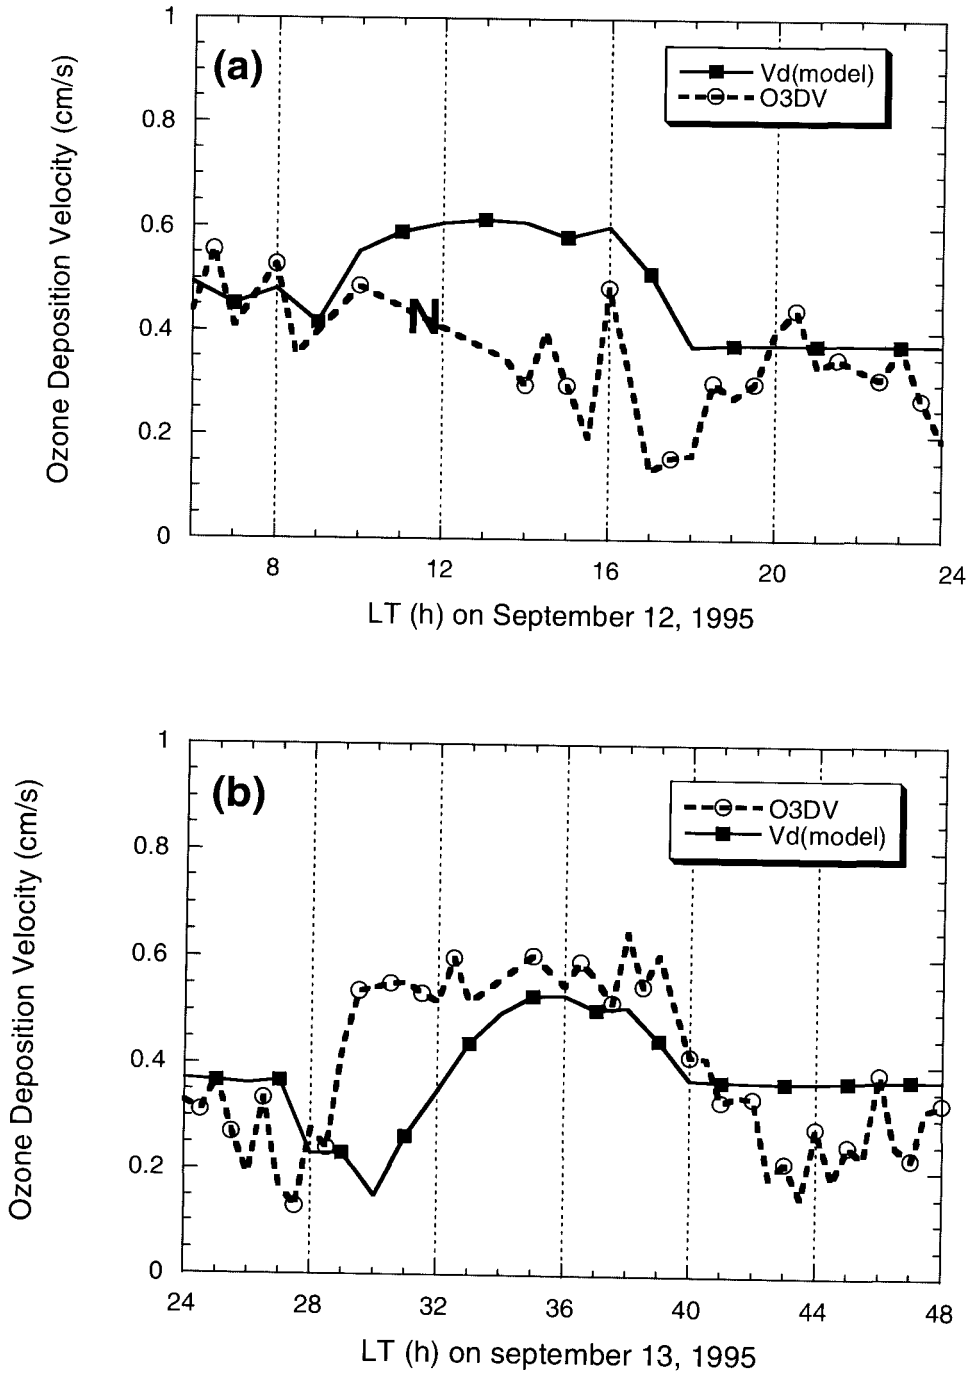 (a)
Vd(model)
O3DV
Ozone Deposition Velocity (cm/s)
1
0.8
0.6
0.4
0.2
0
N
8 12 16 20 24
LT (h) on September 12, 1995
(b)
O3DV
Vd(model)
Ozone Deposition Velocity (cm/s)
1
0.8
0.6
0.4
0.2
0
24 28 32 36 40 44 48
LT (h) on september 13, 1995